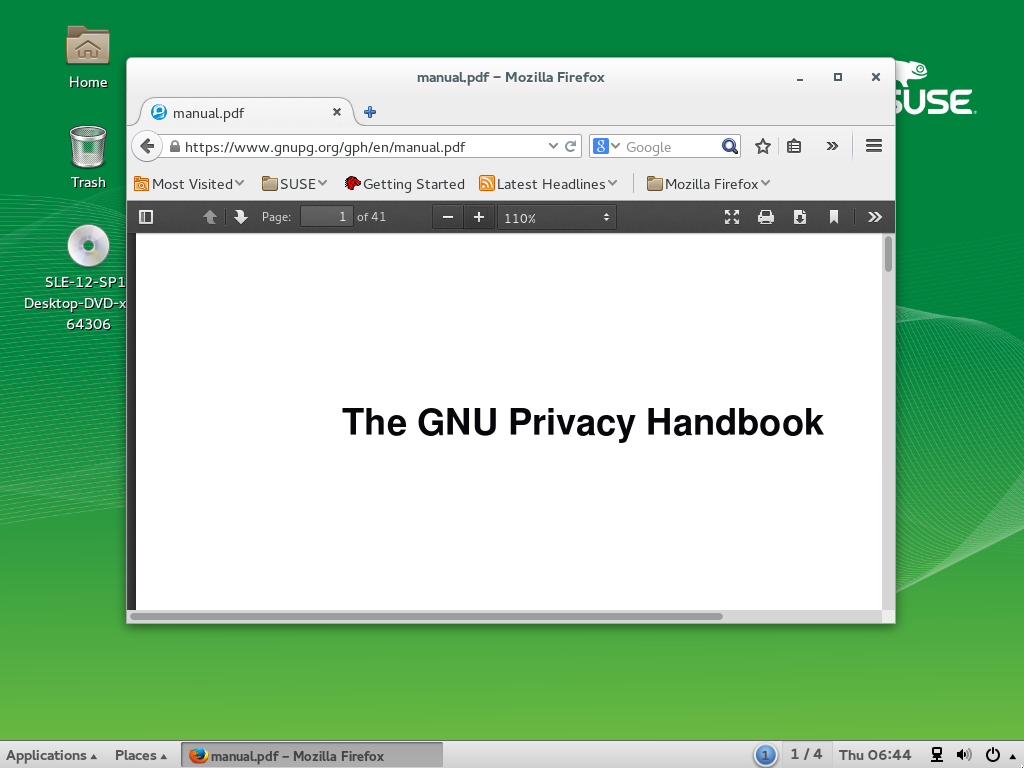 Home
Trash
SLE-12-SP1
Desktop-DVD-x
64306
SUSE
manual.pdf – Mozilla Firefox
manual.pdf
https://www.gnupg.org/gph/en/manual.pdf
8
Google
Most Visited
SUSE
Getting Started
Latest Headlines
Mozilla Firefox
Page: 1 of 41
110%
The GNU Privacy Handbook
Applications
Places
manual.pdf – Mozilla Firefox
1
1 / 4
Thu 06:44